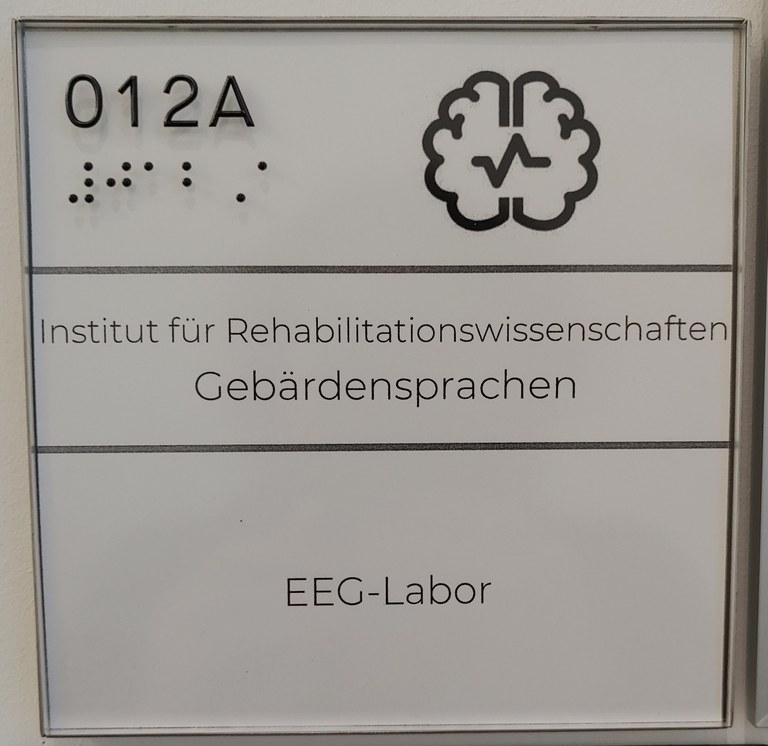 012A
⠼⠚⠁⠃⠠⠁
Institut für Rehabilitationswissenschaften
Gebärdensprachen
EEG-Labor